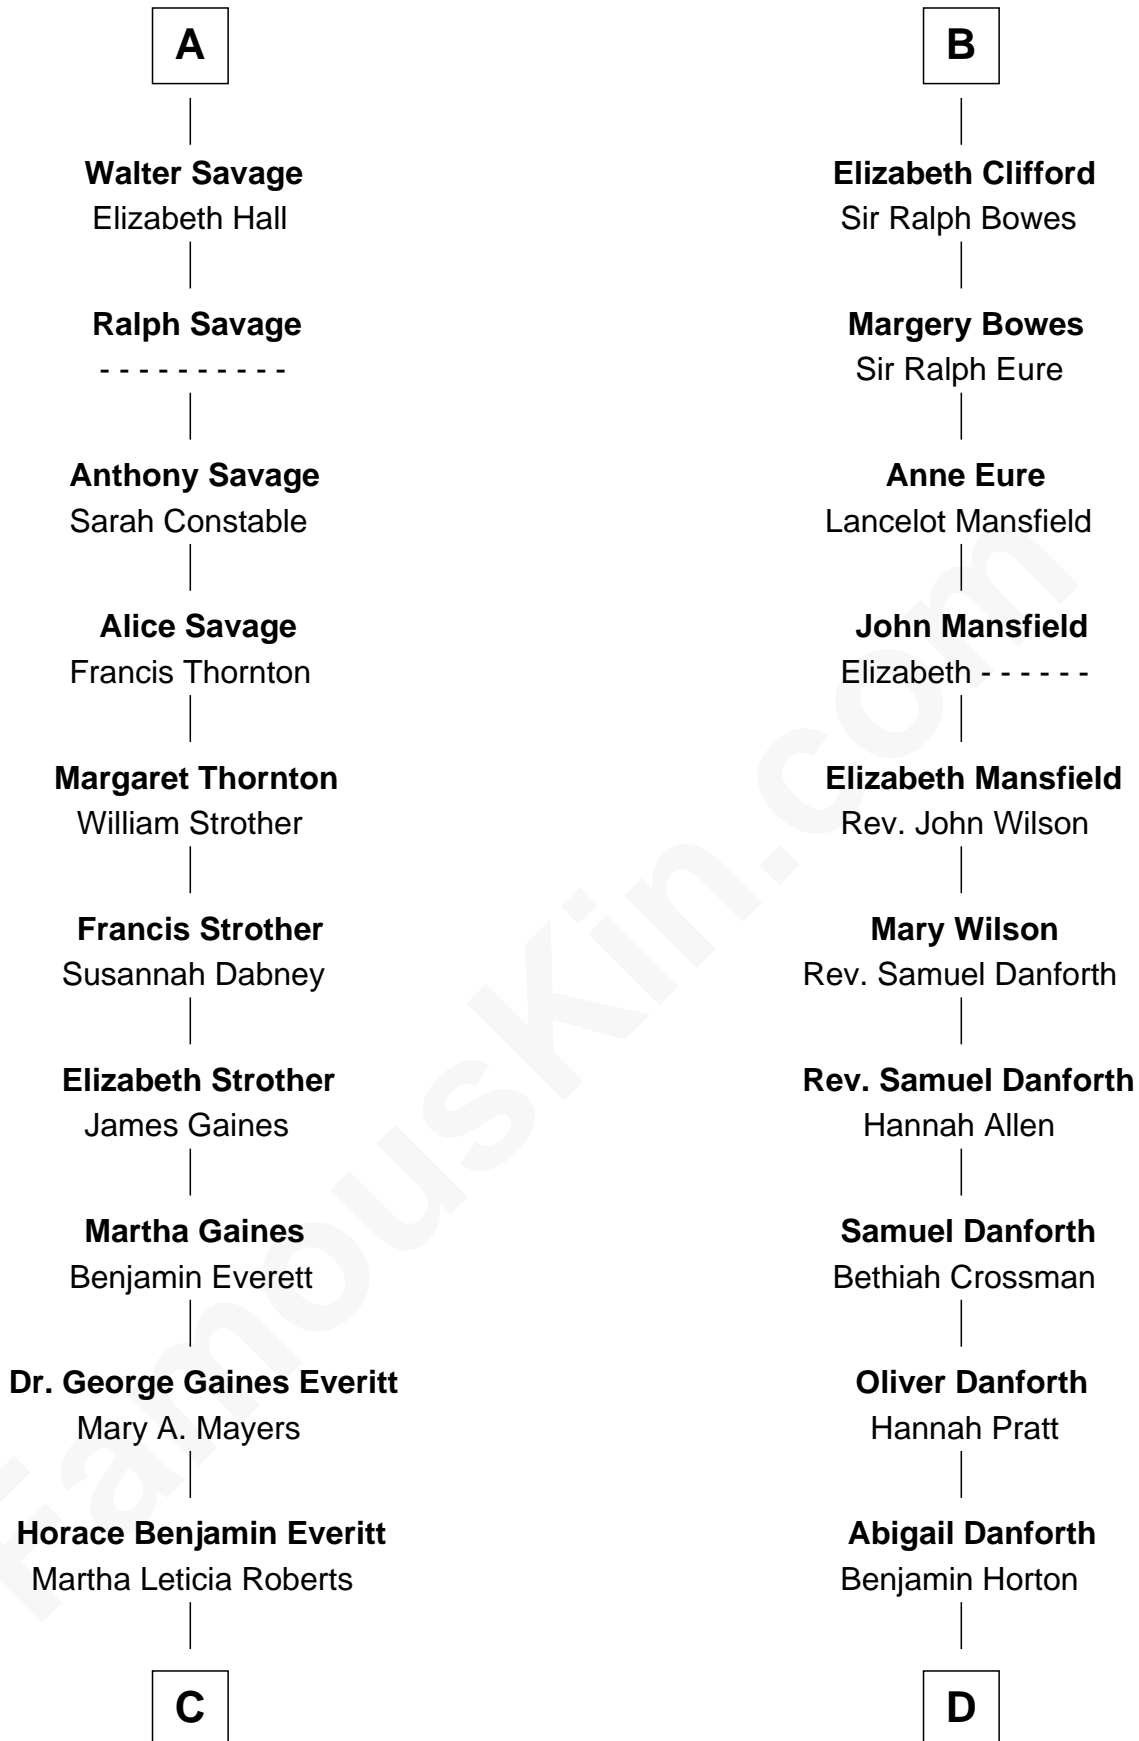 A
Walter Savage
Elizabeth Hall
Ralph Savage
- - - - - - - - - -
Anthony Savage
Sarah Constable
Alice Savage
Francis Thornton
Margaret Thornton
William Strother
Francis Strother
Susannah Dabney
Elizabeth Strother
James Gaines
Martha Gaines
Benjamin Everett
Dr. George Gaines Everitt
Mary A. Mayers
Horace Benjamin Everitt
Martha Leticia Roberts
C
B
Elizabeth Clifford
Sir Ralph Bowes
Margery Bowes
Sir Ralph Eure
Anne Eure
Lancelot Mansfield
John Mansfield
Elizabeth - - - - - -
Elizabeth Mansfield
Rev. John Wilson
Mary Wilson
Rev. Samuel Danforth
Rev. Samuel Danforth
Hannah Allen
Samuel Danforth
Bethiah Crossman
Oliver Danforth
Hannah Pratt
Abigail Danforth
Benjamin Horton
D
FamousKin.com